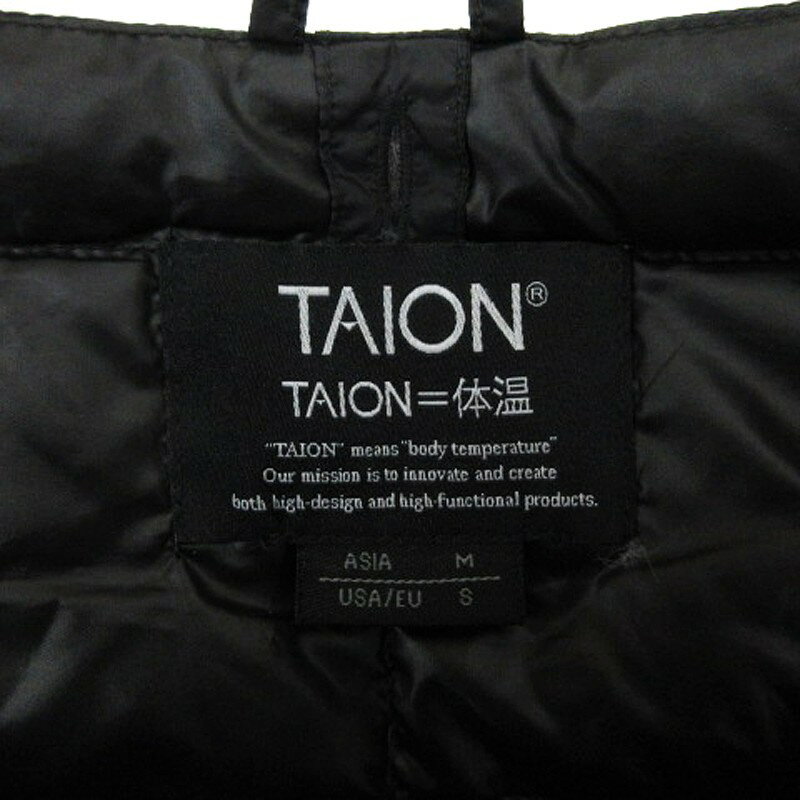 TAION®
TAION=体温
"TAION" means "body temperature"
Our mission is to innovate and create
both high-design and high-functional products.
ASIA M
USA/EU S